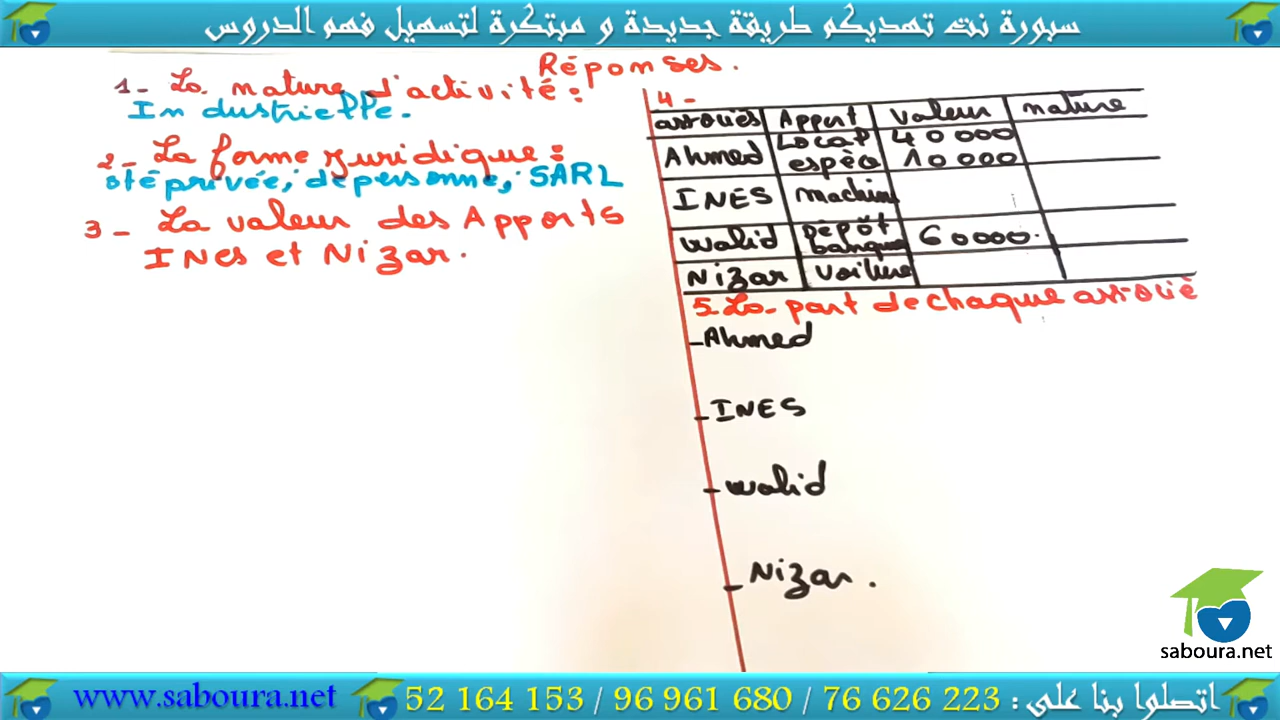 سبورة نت تهديكم طريقة جديدة و مبتكرة لتسهيل فهم الدروس
Réponses.
1- La nature d'activité :
Industrielle.
2- La forme juridique :
sté privée, de personne, SARL
3 - La valeur des Apports
INes et Nizar.
4 -
associés Apport Valeur nature
Ahmed Local 40 000
espèce 10 000
INES machine
Walid Dépôt banque 60000.
Nizar Voiture
5. La part de chaque associé
- Ahmed
- INES
- Walid
- Nizar.
saboura.net
www.saboura.net 52 164 153 / 96 961 680 / 76 626 223 اتصلوا بنا على :